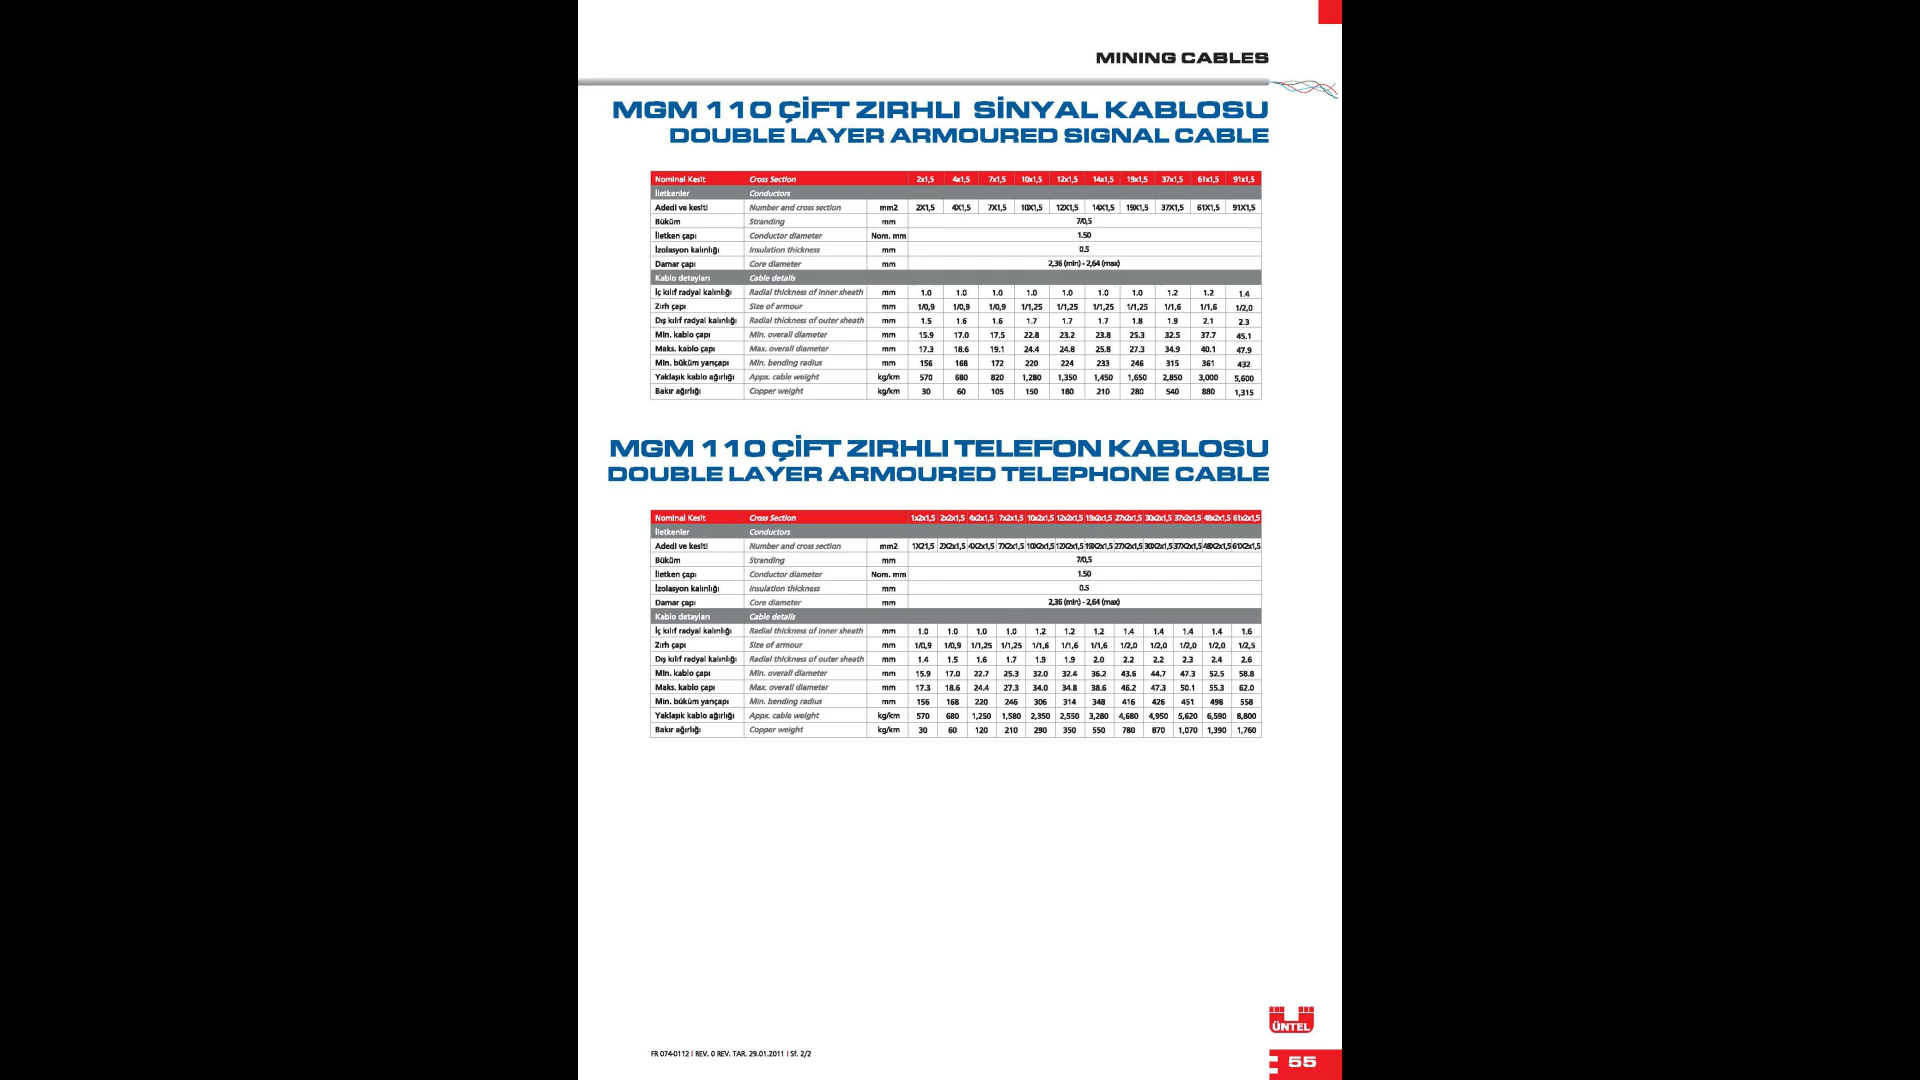 MINING CABLES
MGM 110 ÇİFT ZIRHLI SİNYAL KABLOSU
DOUBLE LAYER ARMOURED SIGNAL CABLE
Nominal Kesit Cross Section 2x1,5 4x1,5 7x1,5 10x1,5 12x1,5 14x1,5 19x1,5 37x1,5 61x1,5 91x1,5
İletkenler Conductors
Adedi ve kesiti Number and cross section mm2 2X1,5 4X1,5 7X1,5 10X1,5 12X1,5 14X1,5 19X1,5 37X1,5 61X1,5 91X1,5
Büküm Stranding mm 7/0,5
İletken çapı Conductor diameter Nom. mm 1.50
İzolasyon kalınlığı Insulation thickness mm 0.5
Damar çapı Core diameter mm 2,36 (min) - 2,64 (max)
Kablo detayları Cable details
İç kılıf radyal kalınlığı Radial thickness of inner sheath mm 1.0 1.0 1.0 1.0 1.0 1.0 1.0 1.2 1.2 1.4
Zırh çapı Size of armour mm 1/0,9 1/0,9 1/0,9 1/1,25 1/1,25 1/1,25 1/1,25 1/1,6 1/1,6 1/2,0
Dış kılıf radyal kalınlığı Radial thickness of outer sheath mm 1.5 1.6 1.6 1.7 1.7 1.7 1.8 1.9 2.1 2.3
Min. kablo çapı Min. overall diameter mm 15.9 17.0 17.5 22.8 23.2 23.8 25.3 32.5 37.7 45.1
Maks. kablo çapı Max. overall diameter mm 17.3 18.6 19.1 24.4 24.8 25.8 27.3 34.9 40.1 47.9
Min. büküm yarıçapı Min. bending radius mm 156 168 172 220 224 233 246 315 361 432
Yaklaşık kablo ağırlığı Appx. cable weight kg/km 570 680 820 1,280 1,350 1,450 1,650 2,850 3,000 5,600
Bakır ağırlığı Copper weight kg/km 30 60 105 150 180 210 280 540 880 1,315
MGM 110 ÇİFT ZIRHLI TELEFON KABLOSU
DOUBLE LAYER ARMOURED TELEPHONE CABLE
Nominal Kesit Cross Section 1x2x1,5 2x2x1,5 4x2x1,5 7x2x1,5 10x2x1,5 12x2x1,5 19x2x1,5 27x2x1,5 30x2x1,5 37x2x1,5 48x2x1,5 61x2x1,5
İletkenler Conductors
Adedi ve kesiti Number and cross section mm2 1X21,5 2X2x1,5 4X2x1,5 7X2x1,5 10X2x1,5 12X2x1,5 19X2x1,5 27X2x1,5 30X2x1,5 37X2x1,5 48X2x1,5 61X2x1,5
Büküm Stranding mm 7/0,5
İletken çapı Conductor diameter Nom. mm 1.50
İzolasyon kalınlığı Insulation thickness mm 0.5
Damar çapı Core diameter mm 2,36 (min) - 2,64 (max)
Kablo detayları Cable details
İç kılıf radyal kalınlığı Radial thickness of inner sheath mm 1.0 1.0 1.0 1.0 1.2 1.2 1.2 1.4 1.4 1.4 1.4 1.6
Zırh çapı Size of armour mm 1/0,9 1/0,9 1/1,25 1/1,25 1/1,6 1/1,6 1/1,6 1/2,0 1/2,0 1/2,0 1/2,0 1/2,5
Dış kılıf radyal kalınlığı Radial thickness of outer sheath mm 1.4 1.5 1.6 1.7 1.9 1.9 2.0 2.2 2.2 2.3 2.4 2.6
Min. kablo çapı Min. overall diameter mm 15.9 17.0 22.7 25.3 32.0 32.4 36.2 43.6 44.7 47.3 52.5 58.8
Maks. kablo çapı Max. overall diameter mm 17.3 18.6 24.4 27.3 34.0 34.8 38.6 46.2 47.3 50.1 55.3 62.0
Min. büküm yarıçapı Min. bending radius mm 156 168 220 246 306 314 348 416 426 451 498 558
Yaklaşık kablo ağırlığı Appx. cable weight kg/km 570 680 1,250 1,580 2,350 2,550 3,280 4,680 4,950 5,620 6,590 8,800
Bakır ağırlığı Copper weight kg/km 30 60 120 210 290 350 550 780 870 1,070 1,390 1,760
ÜNTEL
FR 074-0112 I REV. 0 REV. TAR. 29.01.2011 I Sf. 2/2
55